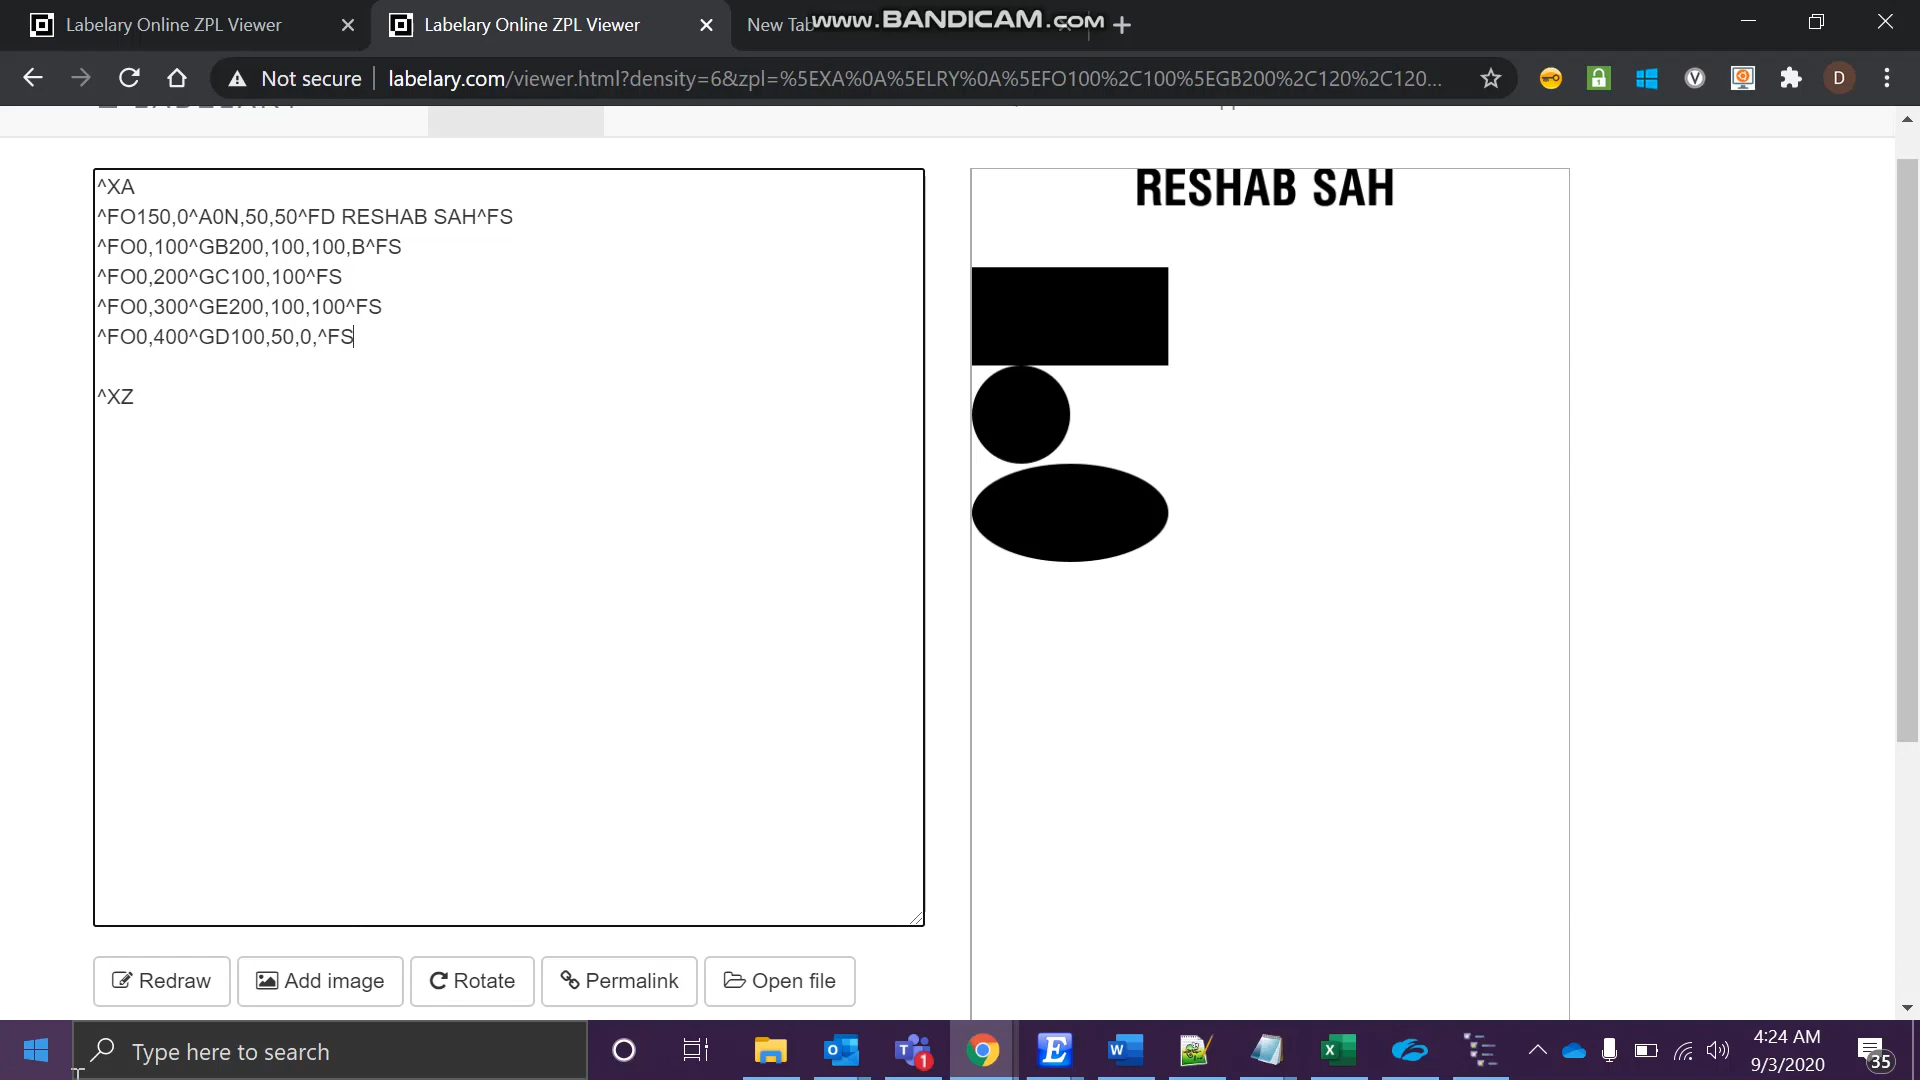 Labelary Online ZPL Viewer
Labelary Online ZPL Viewer
New Tab
www.BANDICAM.com
Not secure
labelary.com/viewer.html?density=6&zpl=%5EXA%0A%5ELRY%0A%5EFO100%2C100%5EGB200%2C120%2C120...
D
^XA
^FO150,0^A0N,50,50^FD RESHAB SAH^FS
^FO0,100^GB200,100,100,B^FS
^FO0,200^GC100,100^FS
^FO0,300^GE200,100,100^FS
^FO0,400^GD100,50,0,^FS
^XZ
RESHAB SAH
Redraw
Add image
Rotate
Permalink
Open file
Type here to search
1
4:24 AM
9/3/2020
35